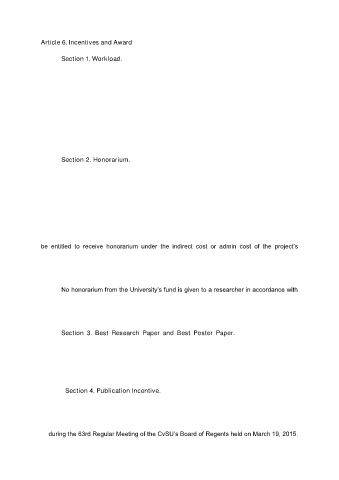 Article 6. Incentives and Award
Section 1. Workload.
Section 2. Honorarium.
be entitled to receive honorarium under the indirect cost or admin cost of the project's
No honorarium from the University's fund is given to a researcher in accordance with
Section 3. Best Research Paper and Best Poster Paper.
Section 4. Publication Incentive.
during the 63rd Regular Meeting of the CvSU's Board of Regents held on March 19, 2015.